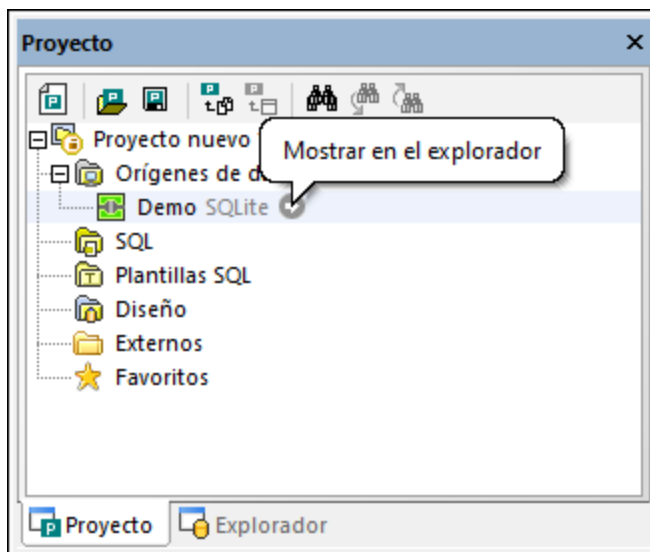 Proyecto
Proyecto nuevo
Mostrar en el explorador
Orígenes de d
Demo SQLite
SQL
Plantillas SQL
Diseño
Externos
Favoritos
Proyecto Explorador